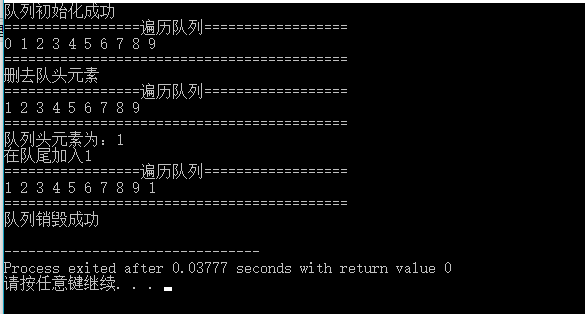 队列初始化成功
=================遍历队列==================
0 1 2 3 4 5 6 7 8 9
===========================================
删去队头元素
=================遍历队列==================
1 2 3 4 5 6 7 8 9
===========================================
队列头元素为：1
在队尾加入1
=================遍历队列==================
1 2 3 4 5 6 7 8 9 1
===========================================
队列销毁成功
--------------------------------
Process exited after 0.03777 seconds with return value 0
请按任意键继续. . .